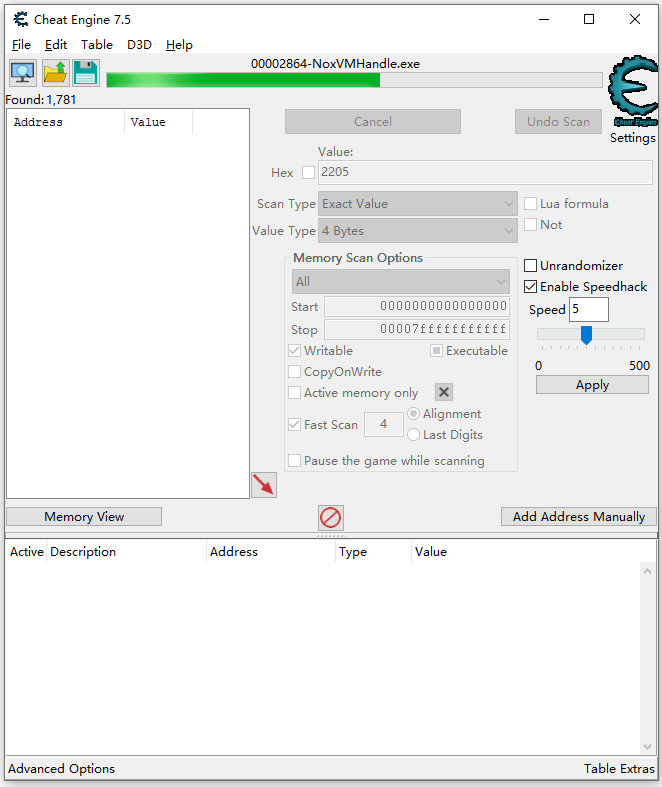 Cheat Engine 7.5
File Edit Table D3D Help
00002864-NoxVMHandle.exe
Found: 1,781
Address Value
Cancel
Undo Scan
Cheat Engine
Settings
Value:
Hex 2205
Scan Type Exact Value
Lua formula
Value Type 4 Bytes
Not
Memory Scan Options
All
Start 0000000000000000
Stop 00007fffffffffff
Writable Executable
CopyOnWrite
Active memory only
Fast Scan 4 Alignment
Last Digits
Pause the game while scanning
Unrandomizer
Enable Speedhack
Speed 5
0 500
Apply
Memory View
Add Address Manually
Active Description Address Type Value
Advanced Options
Table Extras